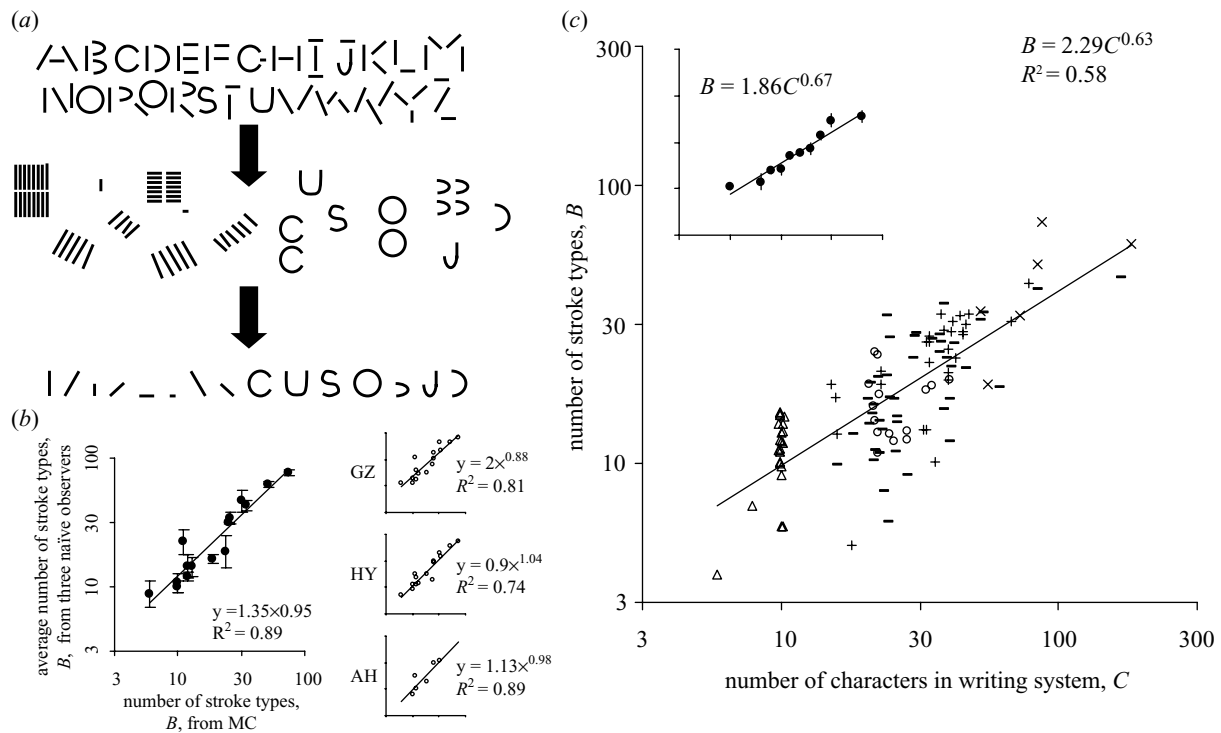 (a)
A B C D E F G H I J K L M
N O P Q R S T U V W X Y Z
(b)
average number of stroke types,
B, from three naïve observers
100
30
10
3
y =1.35×0.95
R² = 0.89
3 10 30 100
number of stroke types,
B, from MC
GZ
y = 2×^0.88
R² = 0.81
HY
y = 0.9×^1.04
R² = 0.74
AH
y = 1.13×^0.98
R² = 0.89
(c)
B = 2.29C^0.63
R² = 0.58
B = 1.86C^0.67
number of stroke types, B
300
100
30
10
3
3 10 30 100 300
number of characters in writing system, C